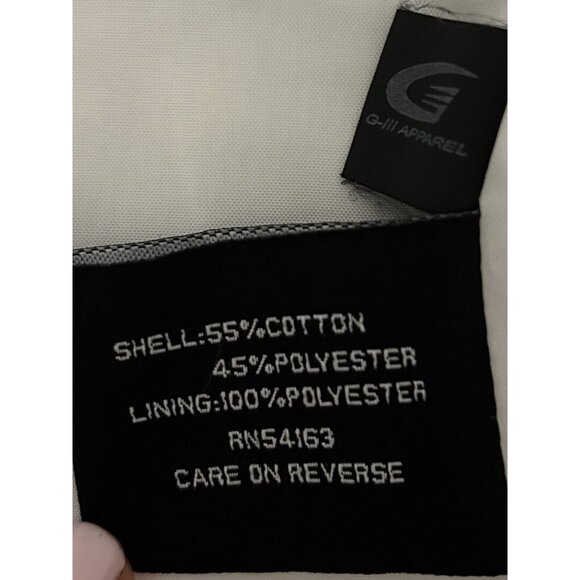 G-III APPAREL
SHELL:55%COTTON
45%POLYESTER
LINING:100%POLYESTER
RN54163
CARE ON REVERSE